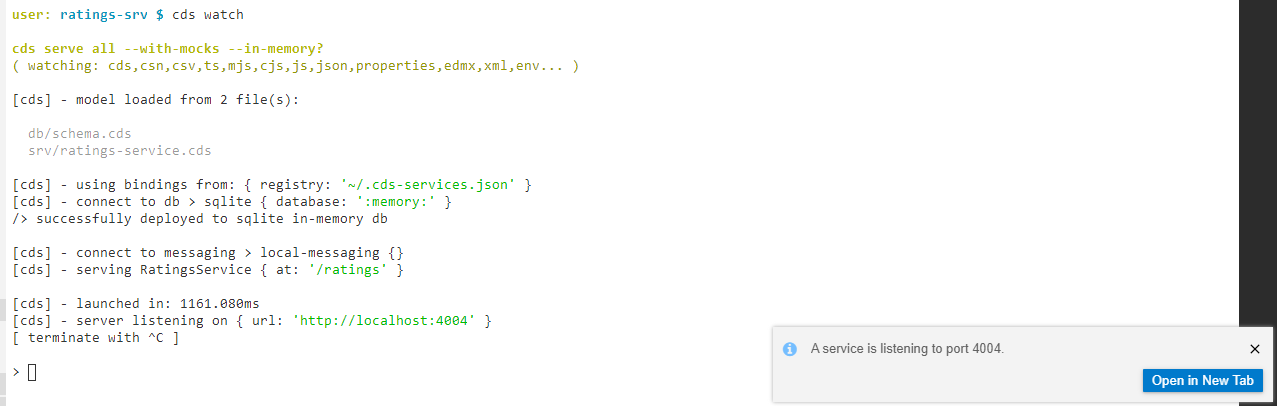 user: ratings-srv $ cds watch
cds serve all --with-mocks --in-memory?
( watching: cds,csn,csv,ts,mjs,cjs,js,json,properties,edmx,xml,env... )
[cds] - model loaded from 2 file(s):
db/schema.cds
srv/ratings-service.cds
[cds] - using bindings from: { registry: '~/.cds-services.json' }
[cds] - connect to db > sqlite { database: ':memory:' }
/> successfully deployed to sqlite in-memory db
[cds] - connect to messaging > local-messaging {}
[cds] - serving RatingsService { at: '/ratings' }
[cds] - launched in: 1161.080ms
[cds] - server listening on { url: 'http://localhost:4004' }
[ terminate with ^C ]
>
A service is listening to port 4004.
Open in New Tab